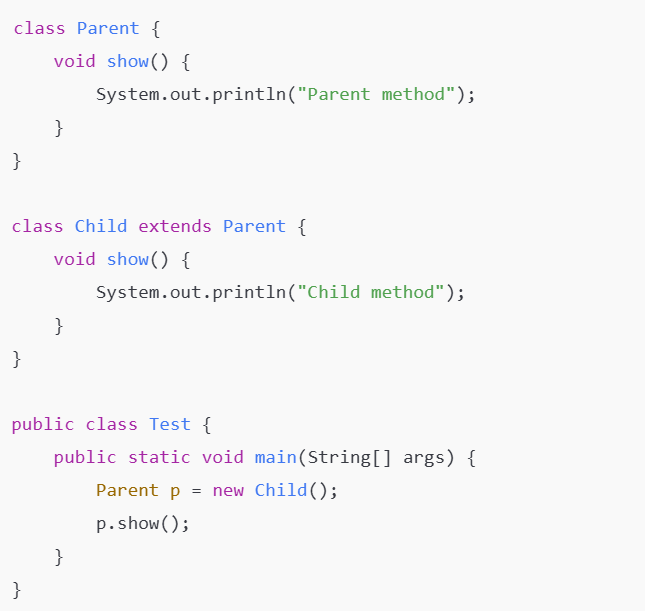 class Parent {
    void show() {
        System.out.println("Parent method");
    }
}

class Child extends Parent {
    void show() {
        System.out.println("Child method");
    }
}

public class Test {
    public static void main(String[] args) {
        Parent p = new Child();
        p.show();
    }
}